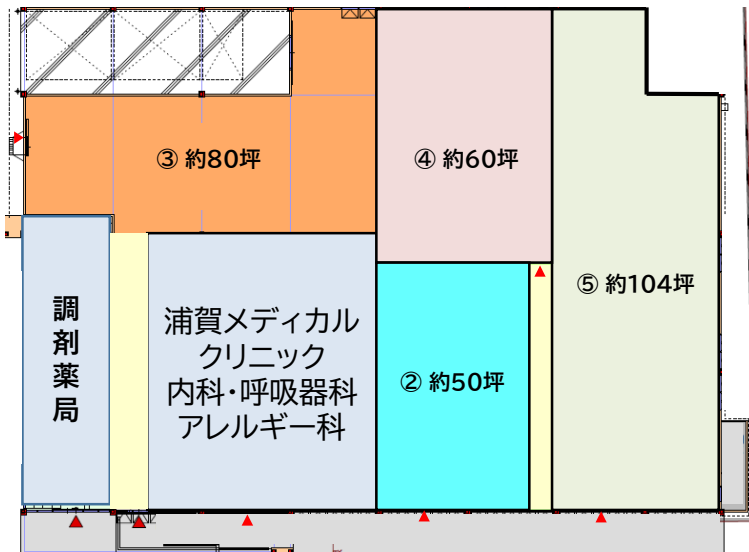 ③ 約80坪
④ 約60坪
⑤ 約104坪
調剤薬局
浦賀メディカル
クリニック
内科・呼吸器科
アレルギー科
② 約50坪